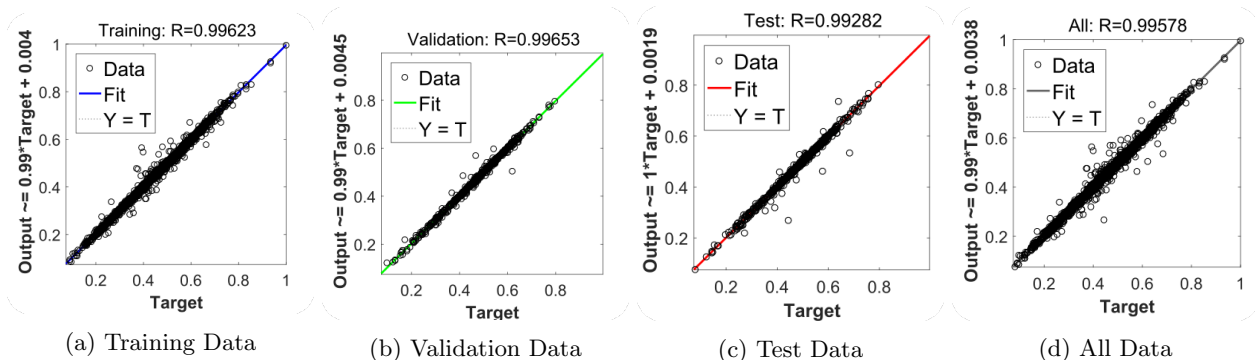 Training: R=0.99623
Output ~= 0.99*Target + 0.004
1
0.8
0.6
0.4
0.2
Data
Fit
Y = T
0.2 0.4 0.6 0.8 1
Target
(a) Training Data
Validation: R=0.99653
Output ~= 0.99*Target + 0.0045
0.8
0.6
0.4
0.2
Data
Fit
Y = T
0.2 0.4 0.6 0.8
Target
(b) Validation Data
Test: R=0.99282
Output ~= 1*Target + 0.0019
0.8
0.6
0.4
0.2
Data
Fit
Y = T
0.2 0.4 0.6 0.8
Target
(c) Test Data
All: R=0.99578
Output ~= 0.99*Target + 0.0038
1
0.8
0.6
0.4
0.2
Data
Fit
Y = T
0.2 0.4 0.6 0.8 1
Target
(d) All Data